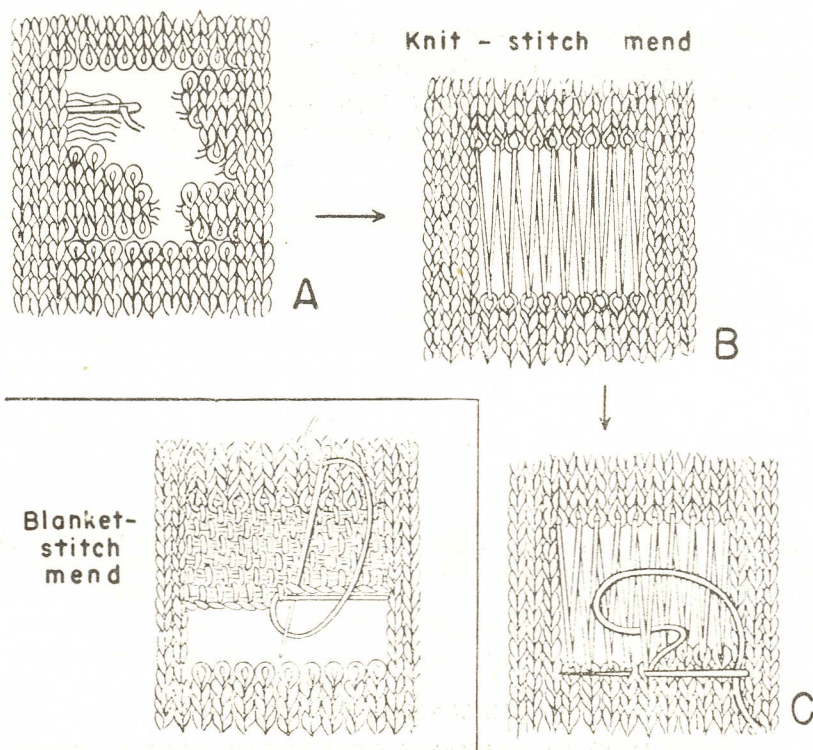 Knit - stitch mend
A
B
Blanket-
stitch
mend
C